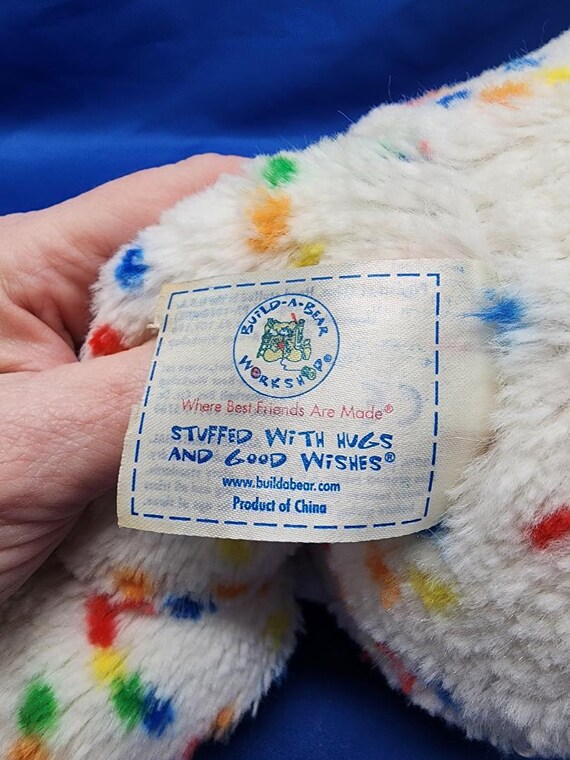 BUILD-A-BEAR
WORKSHOP®
Where Best Friends Are Made®
STUFFED WITH HUGS
AND GOOD WISHES®
www.buildabear.com
Product of China